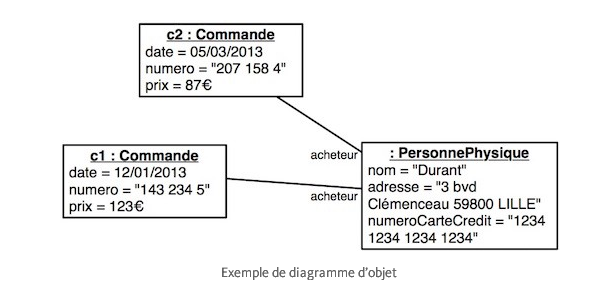 c2 : Commande
date = 05/03/2013
numero = "207 158 4"
prix = 87€
c1 : Commande
date = 12/01/2013
numero = "143 234 5"
prix = 123€
acheteur
acheteur
: PersonnePhysique
nom = "Durant"
adresse = "3 bvd
Clémenceau 59800 LILLE"
numeroCarteCredit = "1234
1234 1234 1234"
Exemple de diagramme d'objet